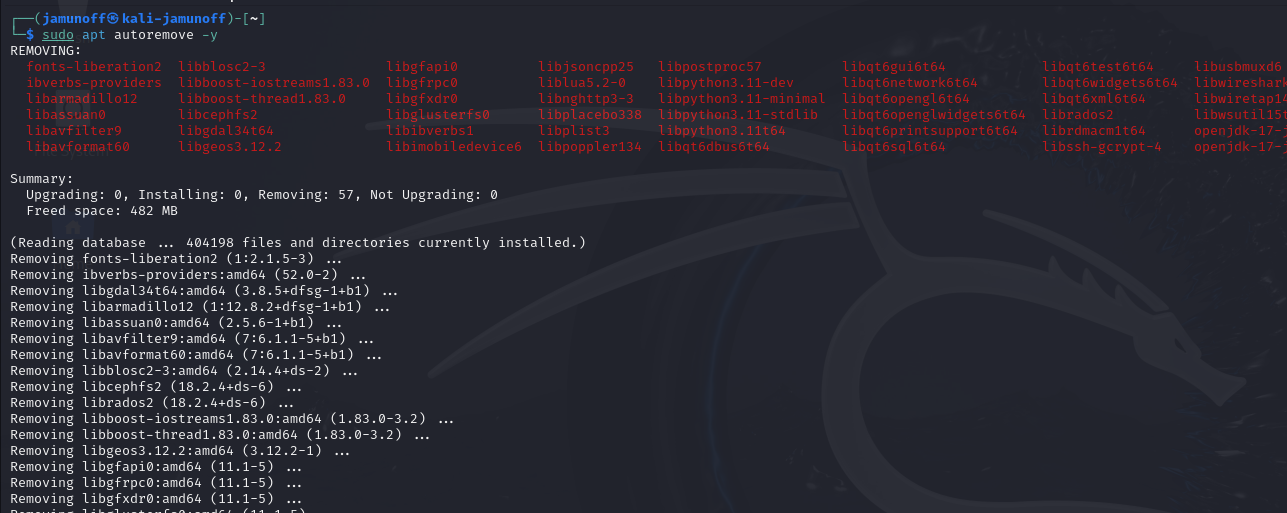 ┌──(jamunoff㉿kali-jamunoff)-[~]
└─$ sudo apt autoremove -y
REMOVING:
fonts-liberation2 libblosc2-3 libgfapi0 libjsoncpp25 libpostproc57 libqt6gui6t64 libqt6test6t64 libusbmuxd6
ibverbs-providers libboost-iostreams1.83.0 libgfrpc0 liblua5.2-0 libpython3.11-dev libqt6network6t64 libqt6widgets6t64 libwireshark
libarmadillo12 libboost-thread1.83.0 libgfxdr0 libnghttp3-3 libpython3.11-minimal libqt6opengl6t64 libqt6xml6t64 libwiretap14
libassuan0 libcephfs2 libglusterfs0 libplacebo338 libpython3.11-stdlib libqt6openglwidgets6t64 librados2 libwsutil15t
libavfilter9 libgdal34t64 libibverbs1 libplist3 libpython3.11t64 libqt6printsupport6t64 librdmacm1t64 openjdk-17-j
libavformat60 libgeos3.12.2 libimobiledevice6 libpoppler134 libqt6dbus6t64 libqt6sql6t64 libssh-gcrypt-4 openjdk-17-j
Summary:
Upgrading: 0, Installing: 0, Removing: 57, Not Upgrading: 0
Freed space: 482 MB
(Reading database ... 404198 files and directories currently installed.)
Removing fonts-liberation2 (1:2.1.5-3) ...
Removing ibverbs-providers:amd64 (52.0-2) ...
Removing libgdal34t64:amd64 (3.8.5+dfsg-1+b1) ...
Removing libarmadillo12 (1:12.8.2+dfsg-1+b1) ...
Removing libassuan0:amd64 (2.5.6-1+b1) ...
Removing libavfilter9:amd64 (7:6.1.1-5+b1) ...
Removing libavformat60:amd64 (7:6.1.1-5+b1) ...
Removing libblosc2-3:amd64 (2.14.4+ds-2) ...
Removing libcephfs2 (18.2.4+ds-6) ...
Removing librados2 (18.2.4+ds-6) ...
Removing libboost-iostreams1.83.0:amd64 (1.83.0-3.2) ...
Removing libboost-thread1.83.0:amd64 (1.83.0-3.2) ...
Removing libgeos3.12.2:amd64 (3.12.2-1) ...
Removing libgfapi0:amd64 (11.1-5) ...
Removing libgfrpc0:amd64 (11.1-5) ...
Removing libgfxdr0:amd64 (11.1-5) ...
Removing libglusterfs0:amd64 (11.1-5)